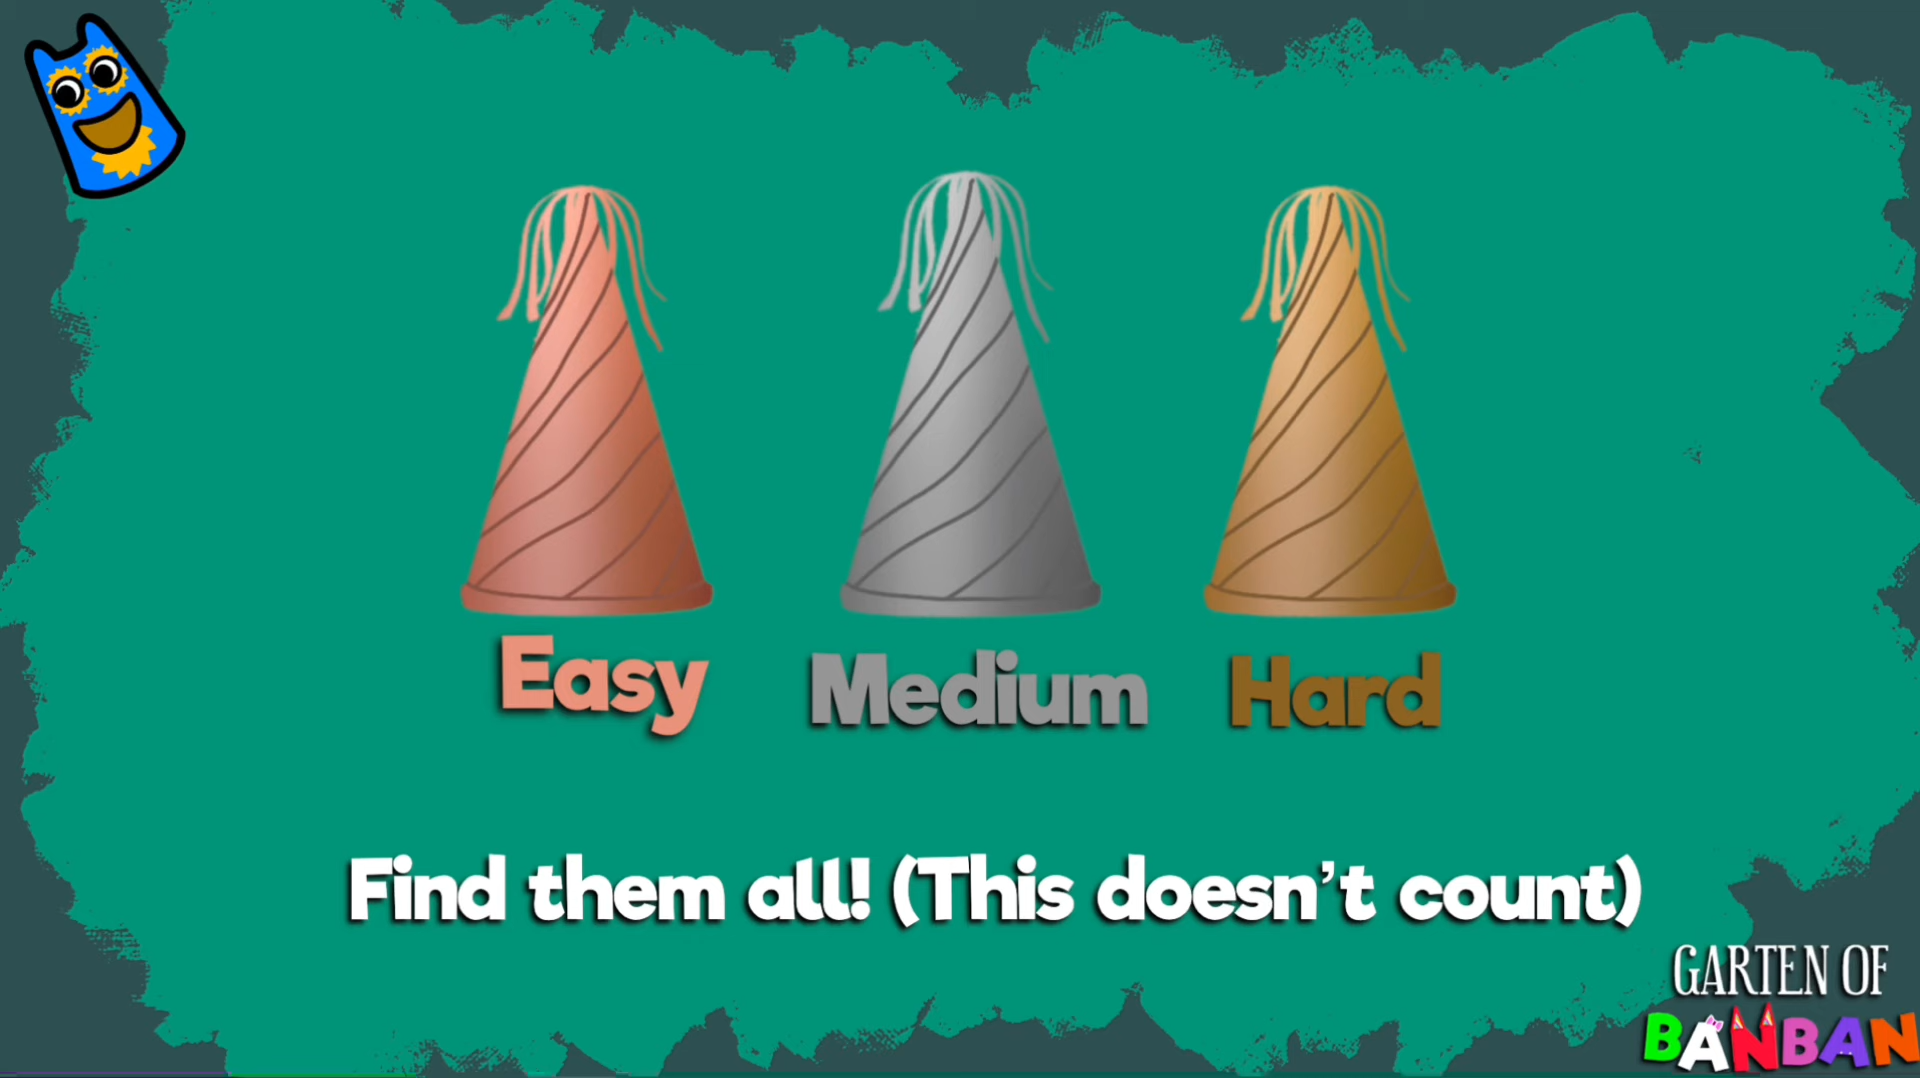 Easy Medium Hard
Find them all! (This doesn't count)
GARTEN OF
BANBAN